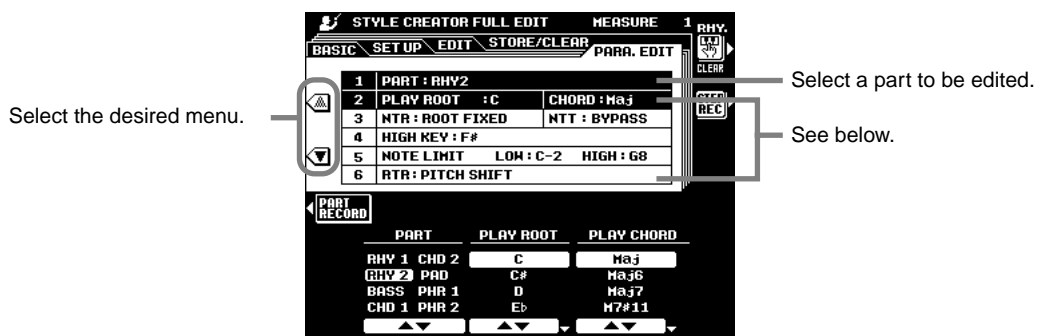 STYLE CREATOR FULL EDIT MEASURE 1
RHY.
CLEAR
BASIC SET UP EDIT STORE/CLEAR PARA. EDIT
1 PART : RHY2
2 PLAY ROOT : C CHORD : Maj
3 NTR : ROOT FIXED NTT : BYPASS
4 HIGH KEY : F#
5 NOTE LIMIT LOW : C-2 HIGH : G8
6 RTR : PITCH SHIFT
STEP
REC
Select the desired menu.
Select a part to be edited.
See below.
PART
RECORD
PART PLAY ROOT PLAY CHORD
RHY 1 CHD 2 C Maj
RHY 2 PAD C# Maj6
BASS PHR 1 D Maj7
CHD 1 PHR 2 E♭ M7#11